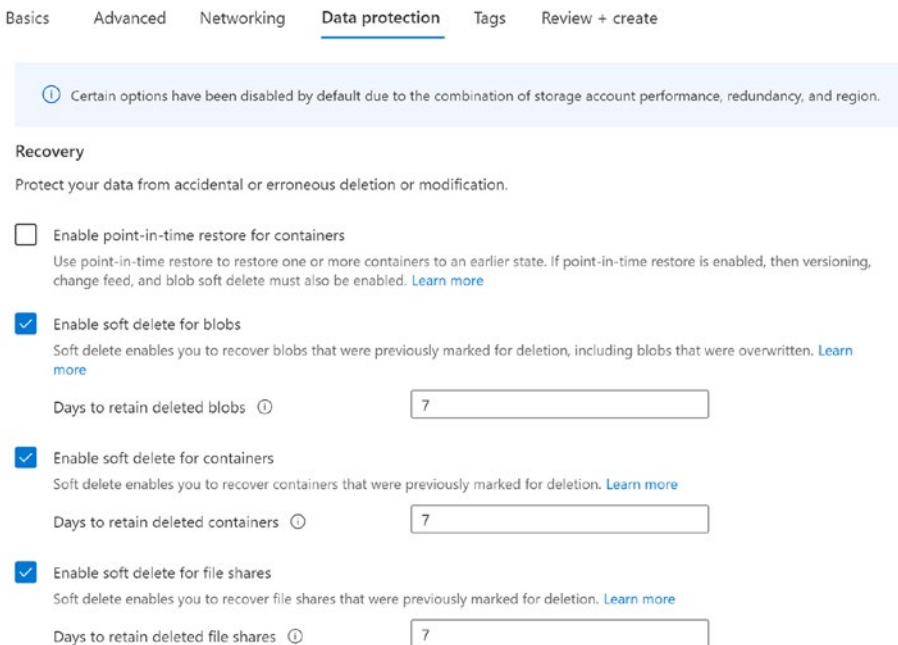 Basics Advanced Networking Data protection Tags Review + create
Certain options have been disabled by default due to the combination of storage account performance, redundancy, and region.
Recovery
Protect your data from accidental or erroneous deletion or modification.
Enable point-in-time restore for containers
Use point-in-time restore to restore one or more containers to an earlier state. If point-in-time restore is enabled, then versioning,
change feed, and blob soft delete must also be enabled. Learn more
Enable soft delete for blobs
Soft delete enables you to recover blobs that were previously marked for deletion, including blobs that were overwritten. Learn
more
Days to retain deleted blobs 7
Enable soft delete for containers
Soft delete enables you to recover containers that were previously marked for deletion. Learn more
Days to retain deleted containers 7
Enable soft delete for file shares
Soft delete enables you to recover file shares that were previously marked for deletion. Learn more
Days to retain deleted file shares 7